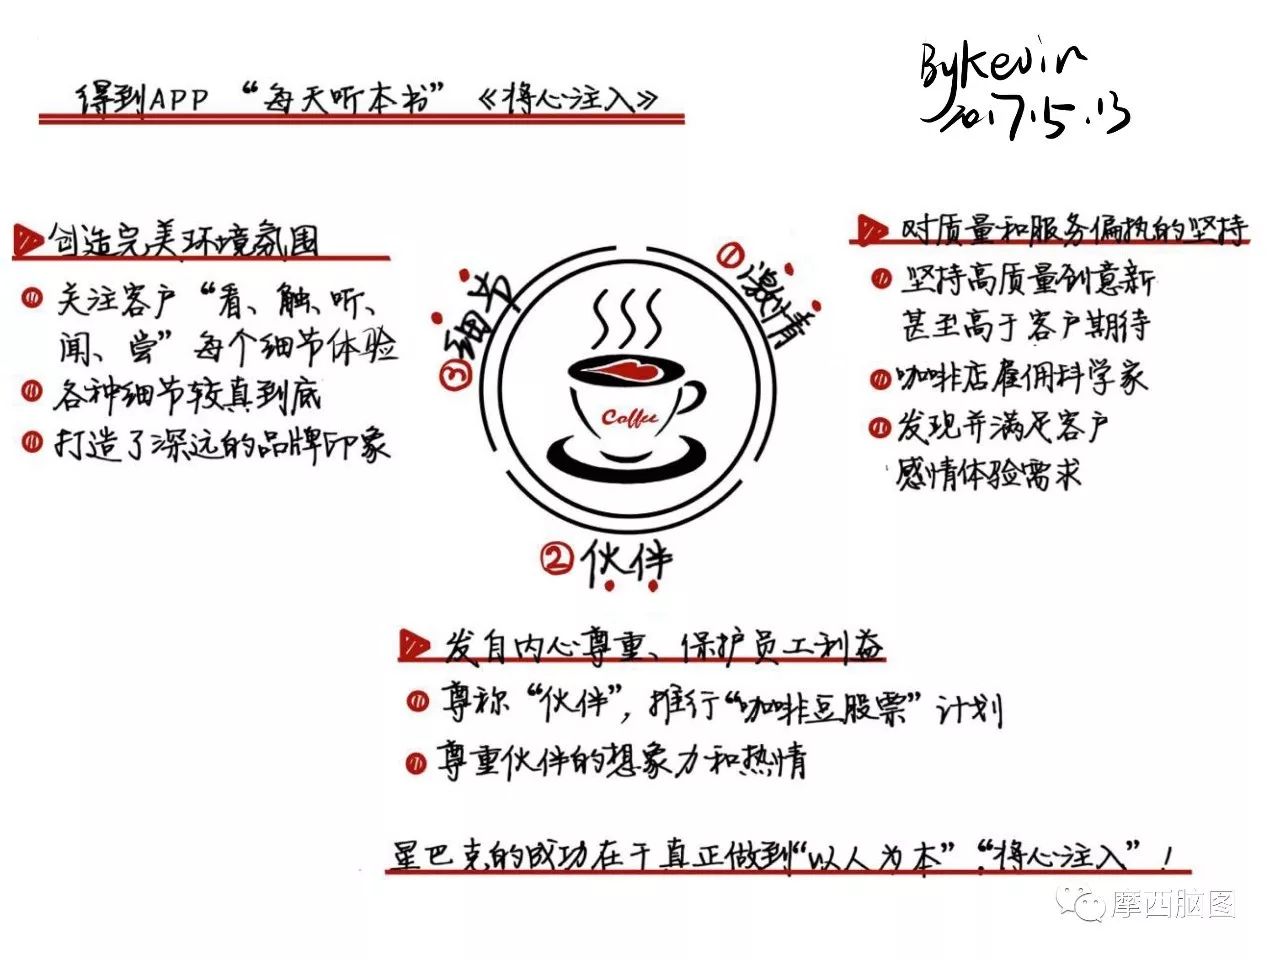 得到APP “每天听本书” 《将心注入》
By Kevin
2017.5.13
创造完美环境氛围
关注客户“看、触、听、
闻、尝”每个细节体验
各种细节较真到底
打造了深远的品牌印象
③细节
①激情
Coffee
②伙伴
对质量和服务偏执的坚持
坚持高质量创意新
甚至高于客户期待
咖啡店雇佣科学家
发现并满足客户
感情体验需求
发自内心尊重、保护员工利益
尊称“伙伴”,推行“咖啡豆股票”计划
尊重伙伴的想象力和热情
星巴克的成功在于真正做到“以人为本”“将心注入”!
摩西脑图